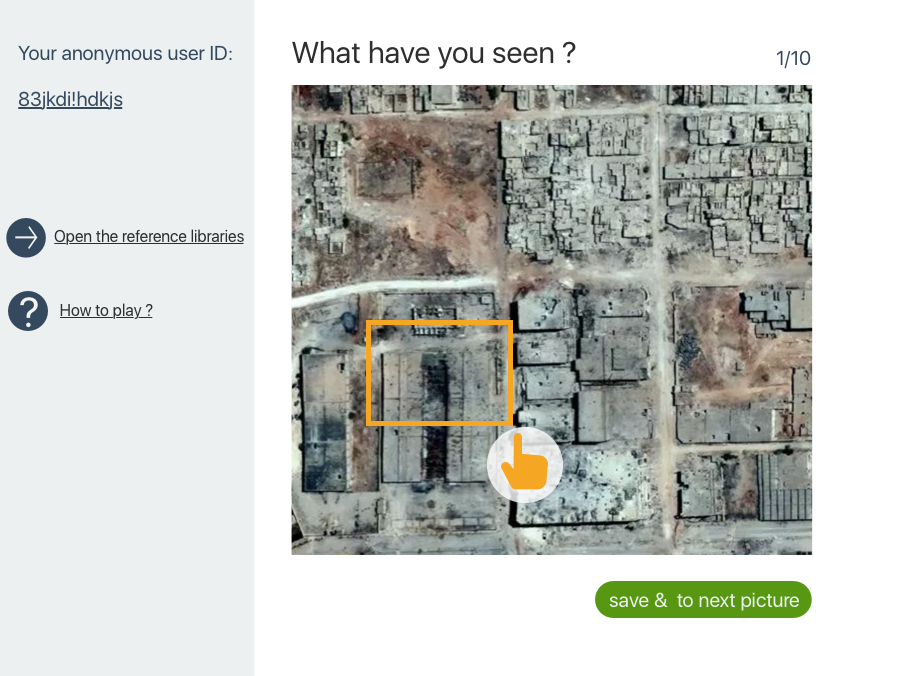 Your anonymous user ID:
83jkdi!hdkjs
Open the reference libraries
How to play ?
What have you seen ?
1/10
save &  to next picture